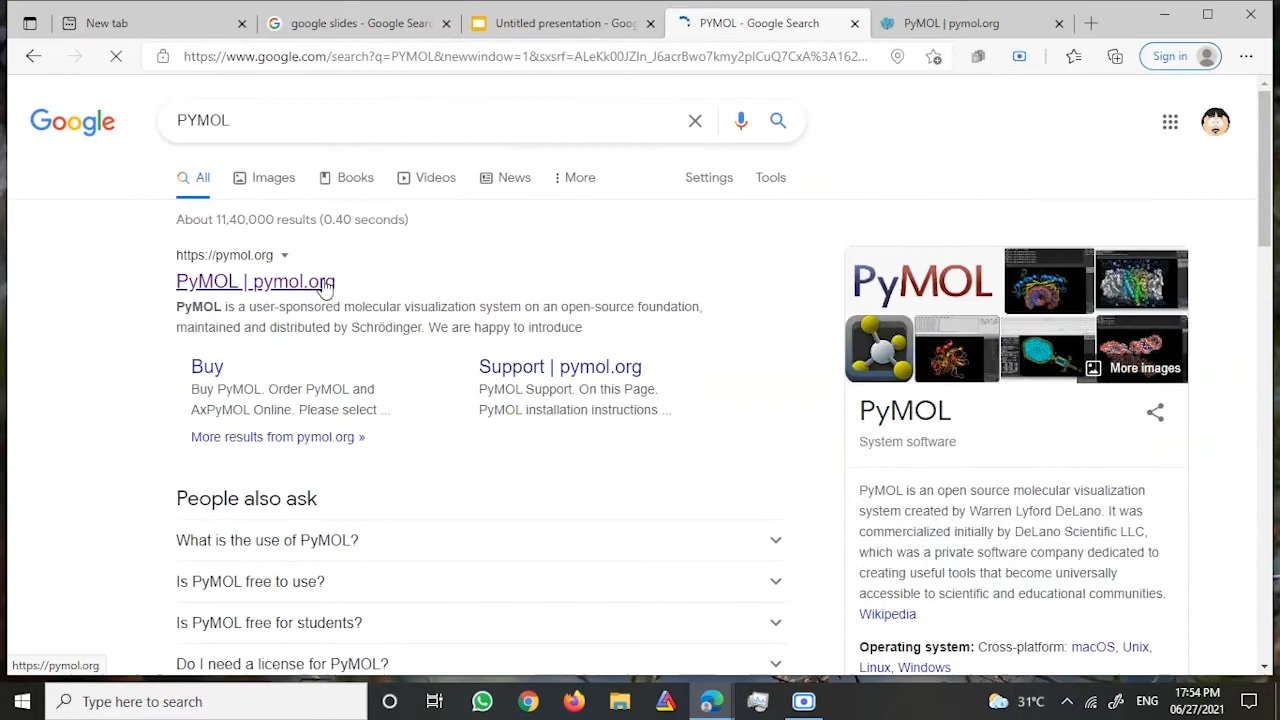 New tab
google slides - Google Searc
Untitled presentation - Goog
PYMOL - Google Search
PyMOL | pymol.org
https://www.google.com/search?q=PYMOL&newwindow=1&sxsrf=ALeKk00JZIn_J6acrBwo7kmy2pICuQ7CxA%3A162...
Sign in
Google
PYMOL
All
Images
Books
Videos
News
More
Settings
Tools
About 11,40,000 results (0.40 seconds)
https://pymol.org
PyMOL | pymol.org
PyMOL is a user-sponsored molecular visualization system on an open-source foundation,
maintained and distributed by Schrödinger. We are happy to introduce
Buy
Buy PyMOL. Order PyMOL and
AxPyMOL Online. Please select ...
Support | pymol.org
PyMOL Support. On this Page.
PyMOL installation instructions ...
More results from pymol.org »
People also ask
What is the use of PyMOL?
Is PyMOL free to use?
Is PyMOL free for students?
Do I need a license for PyMOL?
PyMOL
More images
PyMOL
System software
PyMOL is an open source molecular visualization
system created by Warren Lyford DeLano. It was
commercialized initially by DeLano Scientific LLC,
which was a private software company dedicated to
creating useful tools that become universally
accessible to scientific and educational communities.
Wikipedia
Operating system: Cross-platform: macOS, Unix,
Linux, Windows
https://pymol.org
Type here to search
31°C
ENG
17:54 PM
06/27/2021